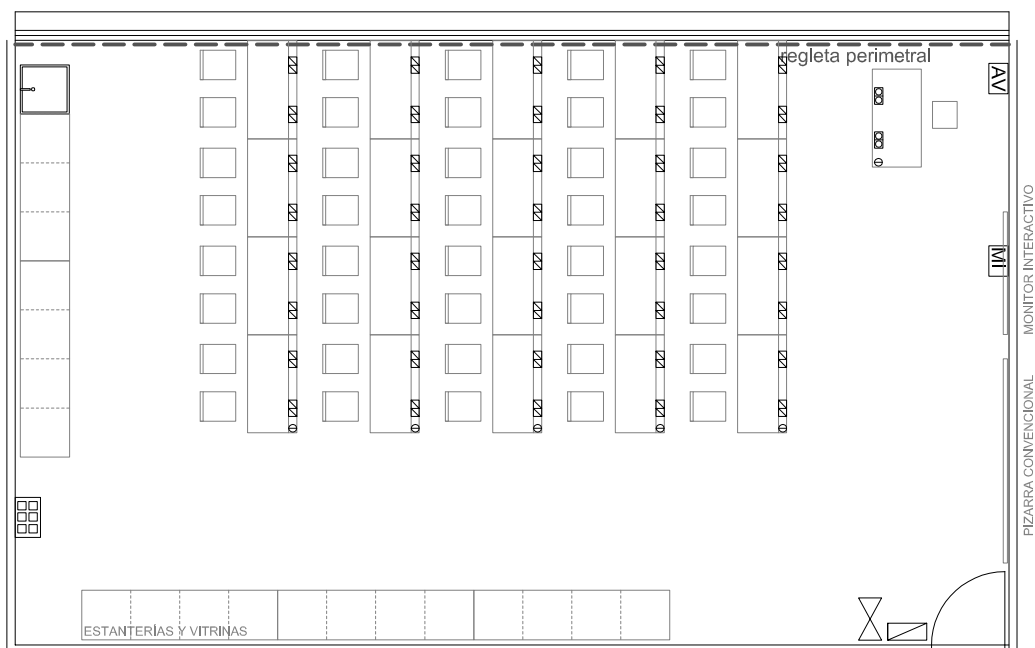 regleta perimetral
AV
MONITOR INTERACTIVO
MI
PIZARRA CONVENCIONAL
ESTANTERÍAS Y VITRINAS